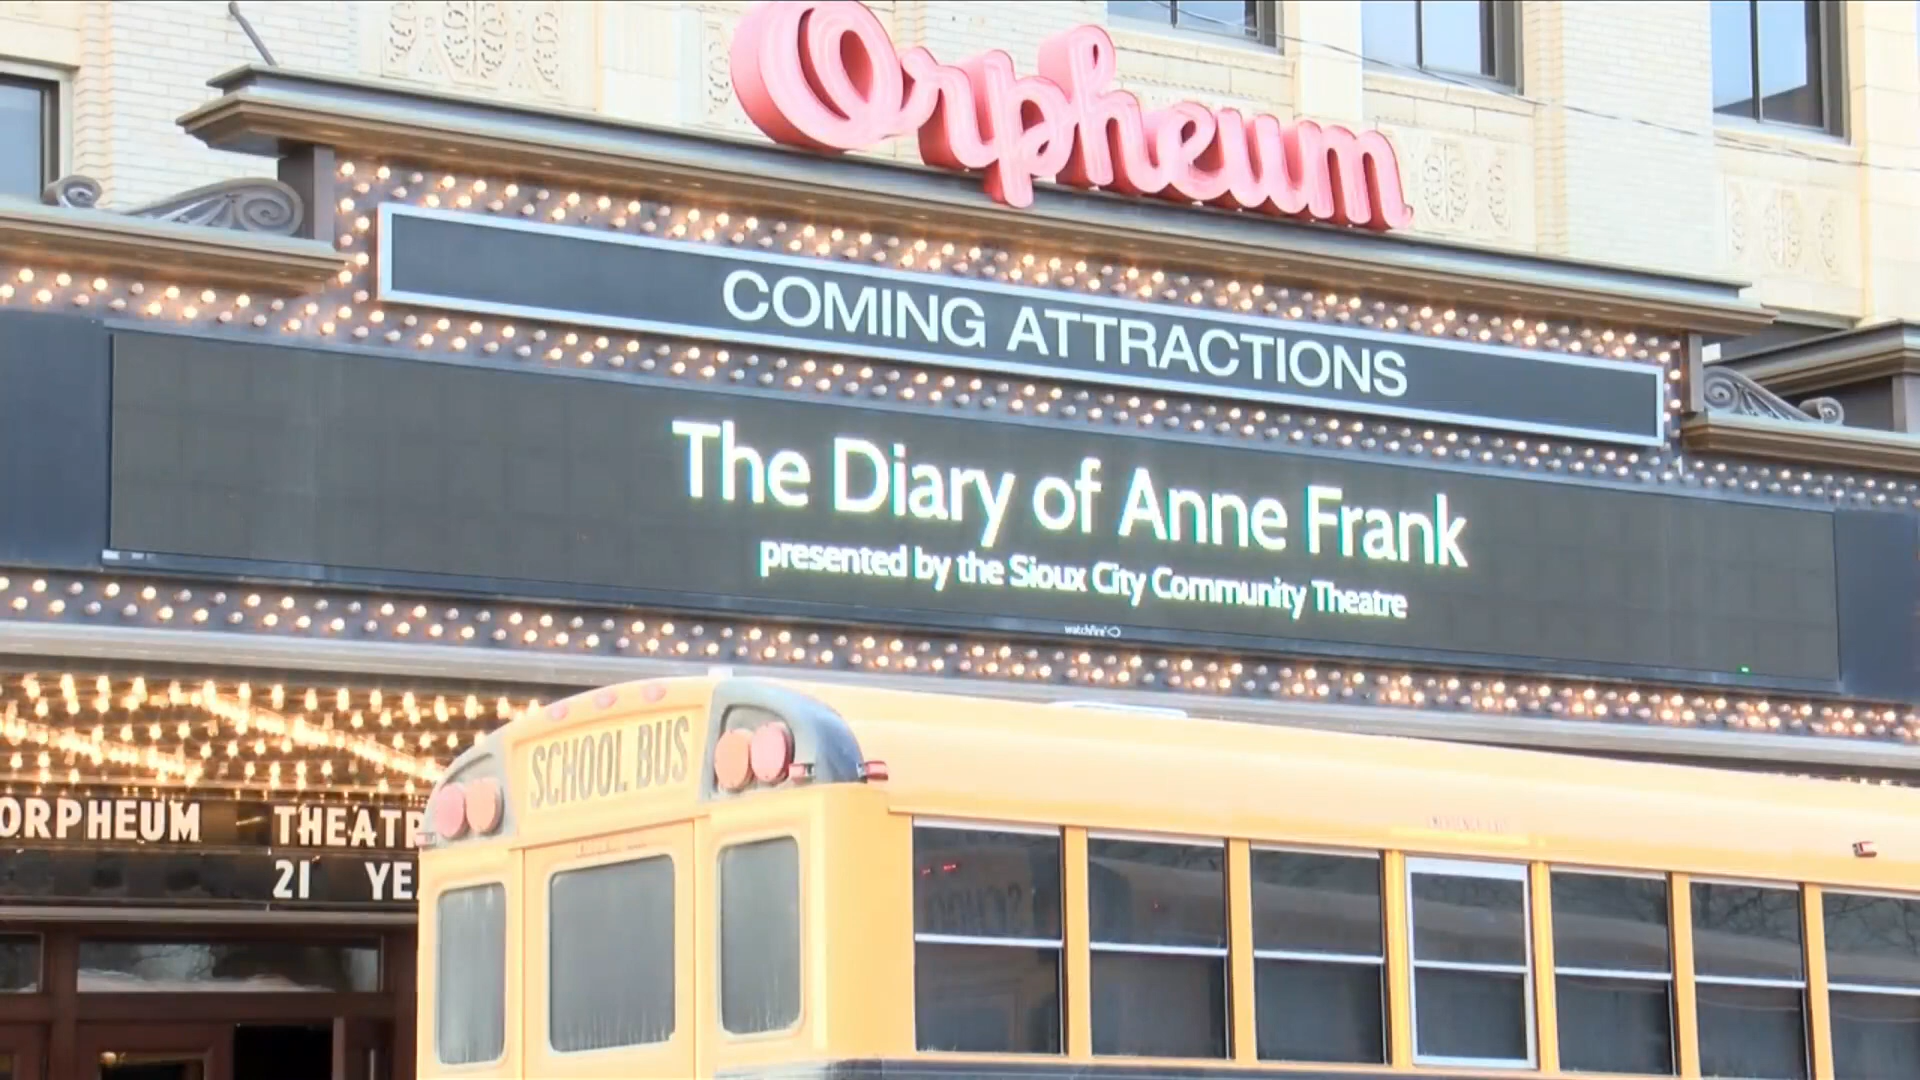 Orpheum
COMING ATTRACTIONS
The Diary of Anne Frank
presented by the Sioux City Community Theatre
watchfire
SCHOOL BUS
ORPHEUM THEATR
21 YE